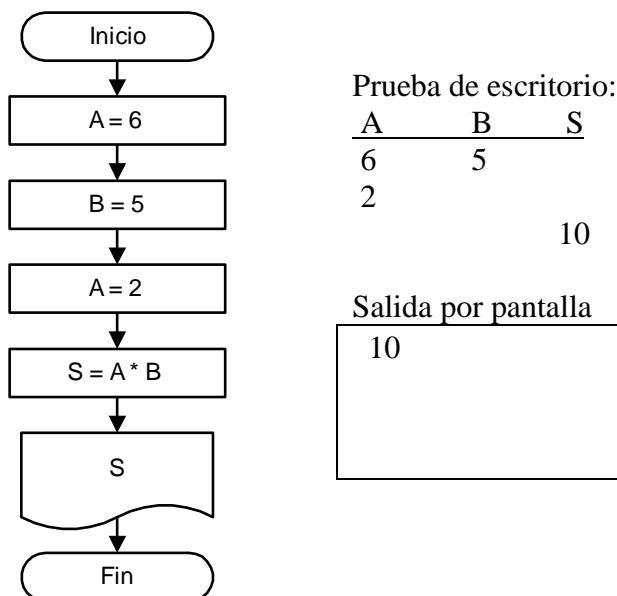 Inicio
A = 6
B = 5
A = 2
S = A * B
S
Fin
Prueba de escritorio:
A B S
6 5
2
10
Salida por pantalla
10